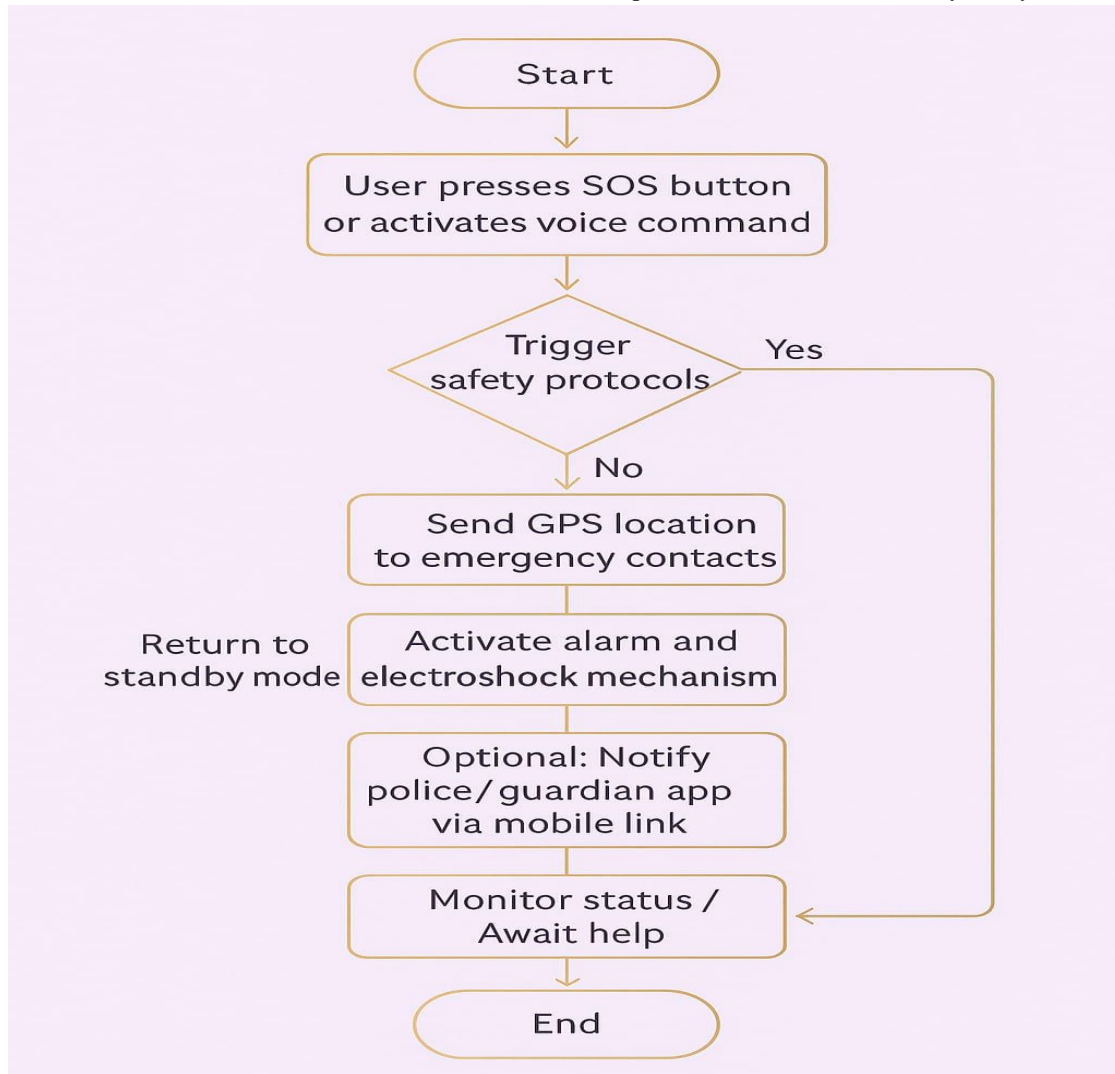 Start
User presses SOS button
or activates voice command
Trigger
safety protocols
Yes
No
Send GPS location
to emergency contacts
Return to
standby mode
Activate alarm and
electroshock mechanism
Optional: Notify
police/guardian app
via mobile link
Monitor status /
Await help
End